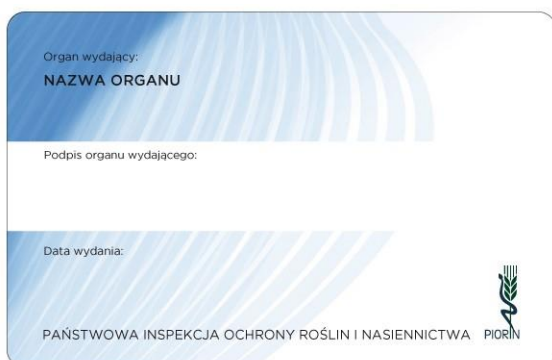 Organ wydający:
NAZWA ORGANU
Podpis organu wydającego:
Data wydania:
PAŃSTWOWA INSPEKCJA OCHRONY ROŚLIN I NASIENNICTWA PIORIN